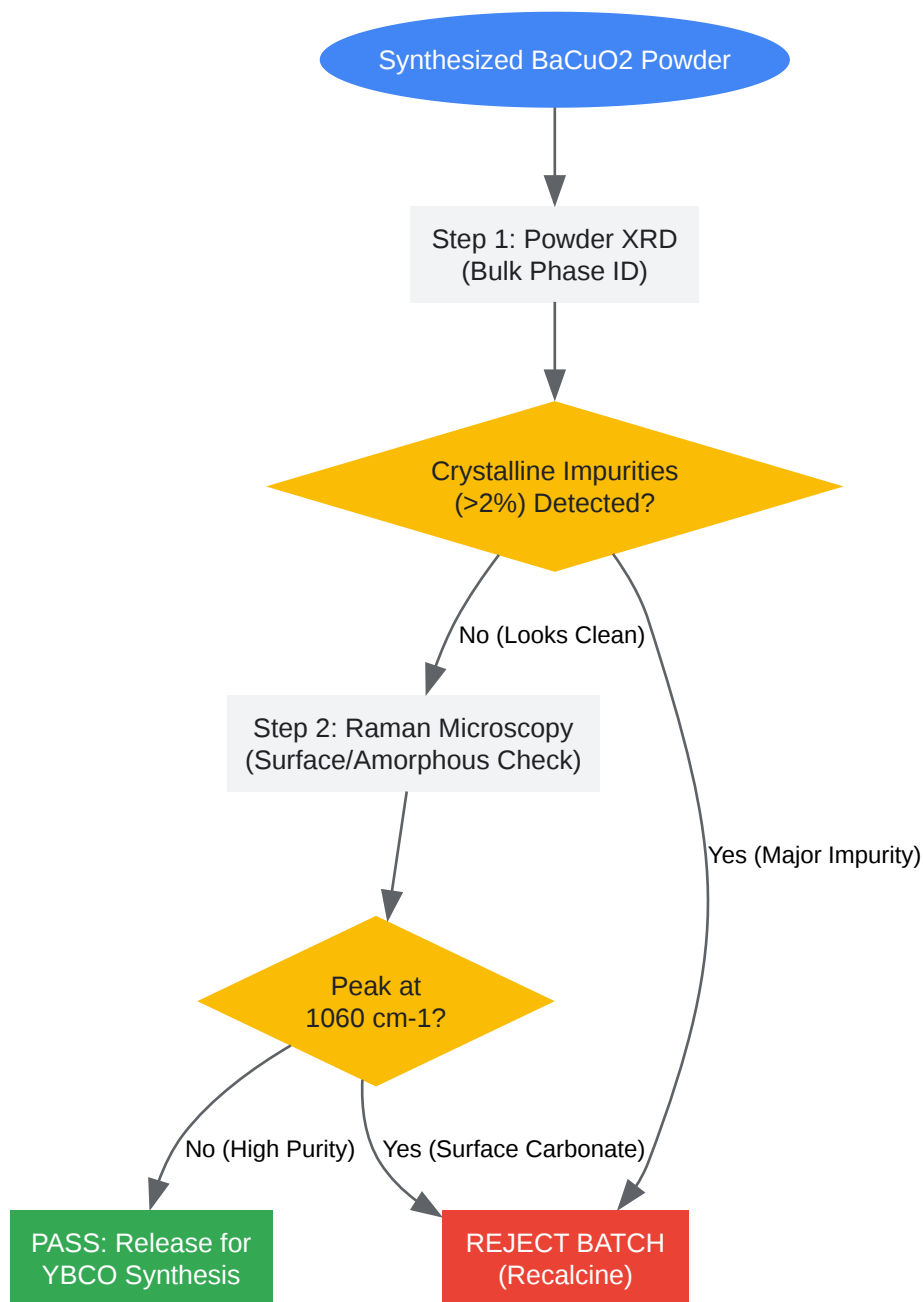 Synthesized BaCuO2 Powder
Step 1: Powder XRD
(Bulk Phase ID)
Crystalline Impurities
(>2%) Detected?
No (Looks Clean)
Step 2: Raman Microscopy
(Surface/Amorphous Check)
Yes (Major Impurity)
Peak at
1060 cm-1?
No (High Purity)
Yes (Surface Carbonate)
PASS: Release for
YBCO Synthesis
REJECT BATCH
(Recalcine)